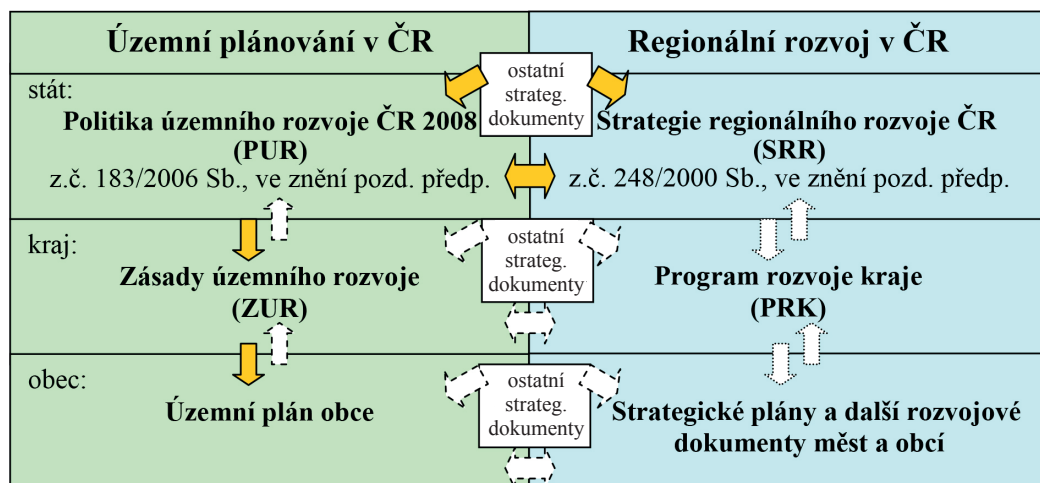 Územní plánování v ČR
Regionální rozvoj v ČR
stát:
ostatní
strateg.
dokumenty
Politika územního rozvoje ČR 2008
(PUR)
z.č. 183/2006 Sb., ve znění pozd. předp.
Strategie regionálního rozvoje ČR
(SRR)
z.č. 248/2000 Sb., ve znění pozd. předp.
kraj:
ostatní
strateg.
dokumenty
Zásady územního rozvoje
(ZUR)
Program rozvoje kraje
(PRK)
obec:
ostatní
strateg.
dokumenty
Územní plán obce
Strategické plány a další rozvojové
dokumenty měst a obcí